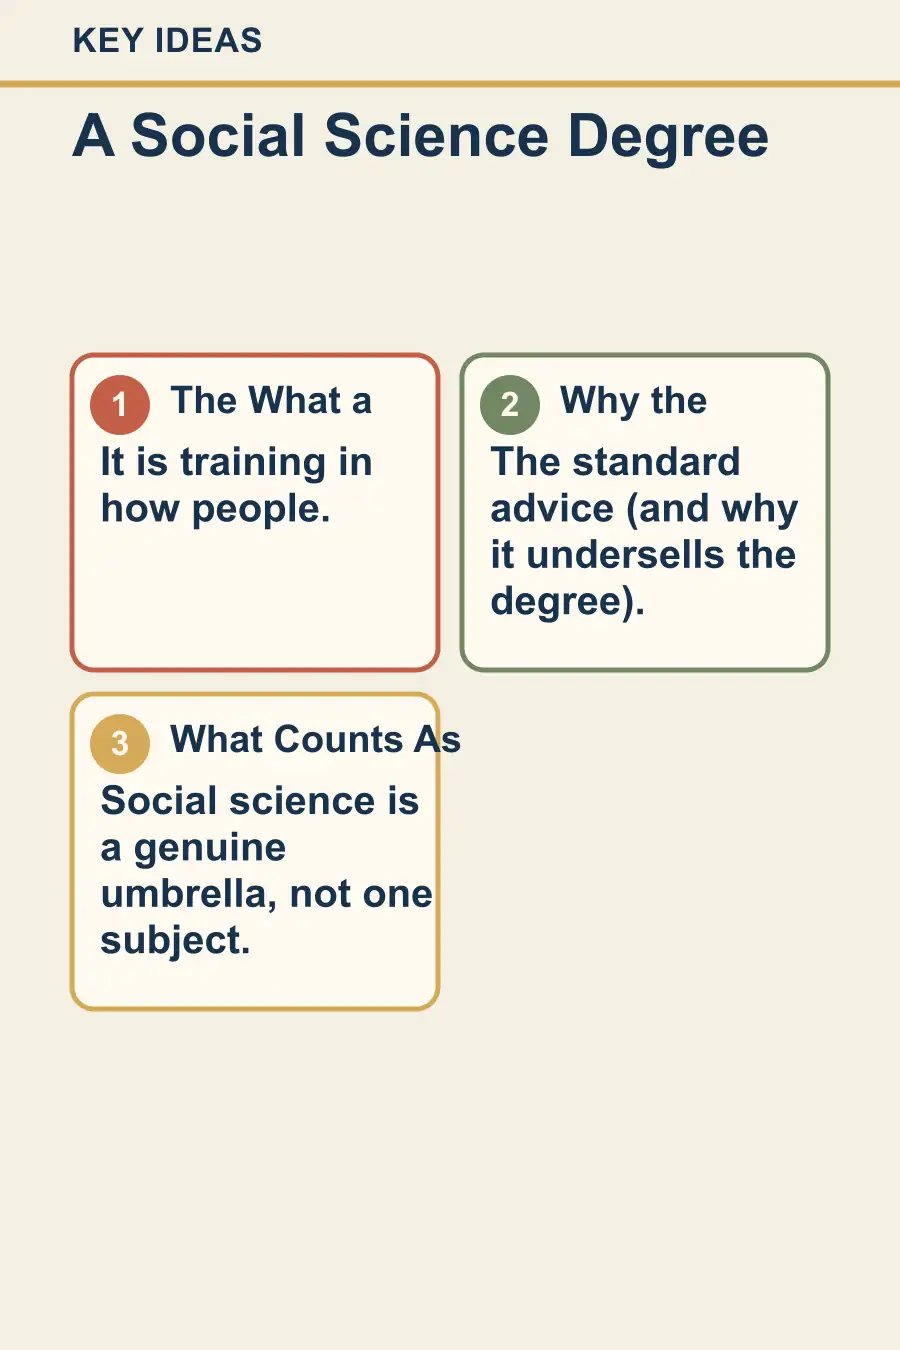 KEY IDEAS
A Social Science Degree
1
The What a
It is training in
how people.
2
Why the
The standard
advice (and why
it undersells the
degree).
3
What Counts As
Social science is
a genuine
umbrella, not one
subject.